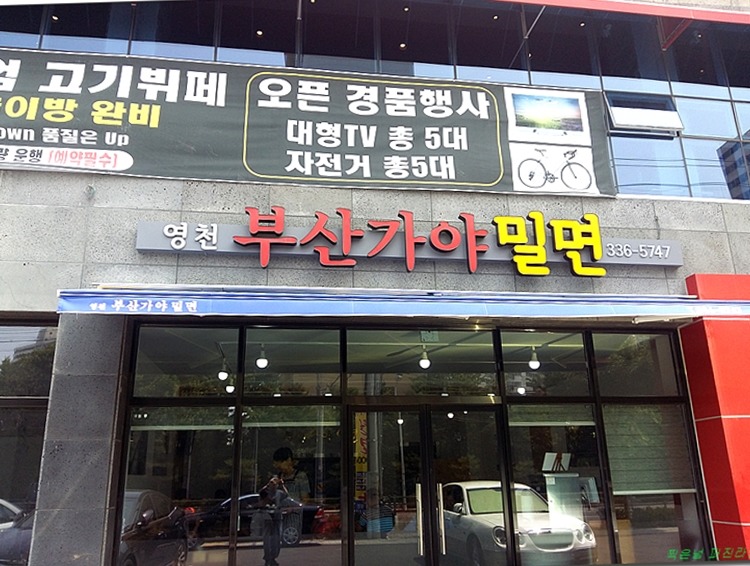 고기뷔페
이방 완비
own 품질은 Up
운행 (예약필수)
오픈 경품행사
대형TV 총 5대
자전거 총5대
영천 부산가야밀면 336-5747
영천 부산가야밀면